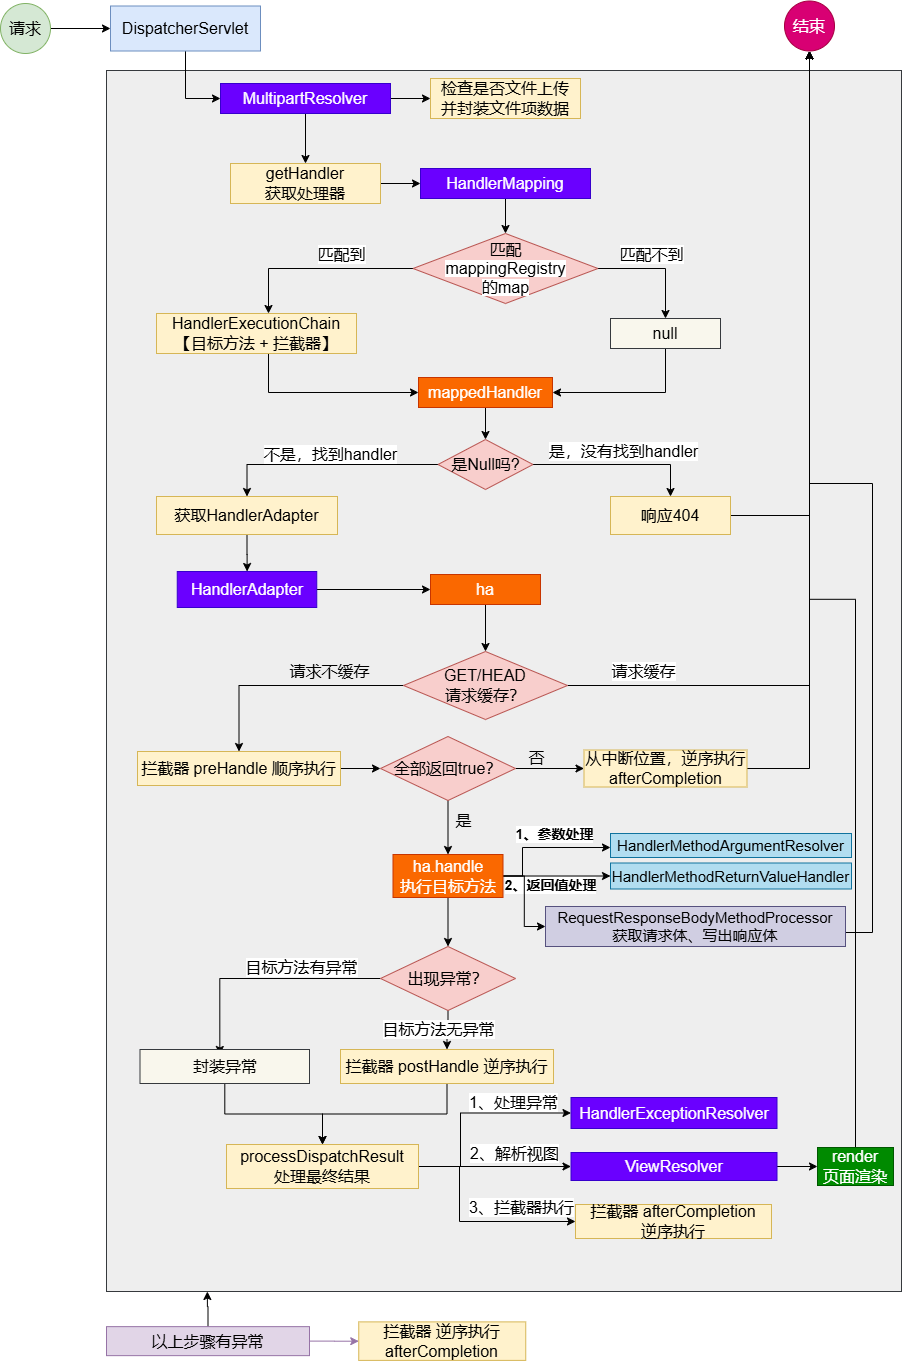 请求
DispatcherServlet
结束
MultipartResolver
检查是否文件上传
并封装文件项数据
getHandler
获取处理器
HandlerMapping
匹配到
匹配
mappingRegistry
的map
匹配不到
HandlerExecutionChain
【目标方法 + 拦截器】
null
mappedHandler
不是，找到handler
是Null吗？
是，没有找到handler
获取HandlerAdapter
响应404
HandlerAdapter
ha
请求不缓存
GET/HEAD
请求缓存？
请求缓存
拦截器 preHandle 顺序执行
全部返回true？
否
从中断位置，逆序执行
afterCompletion
是
1、参数处理
HandlerMethodArgumentResolver
ha.handle
执行目标方法
2、返回值处理
HandlerMethodReturnValueHandler
RequestResponseBodyMethodProcessor
获取请求体、写出响应体
目标方法有异常
出现异常？
目标方法无异常
封装异常
拦截器 postHandle 逆序执行
1、处理异常
HandlerExceptionResolver
processDispatchResult
处理最终结果
2、解析视图
ViewResolver
render
页面渲染
3、拦截器执行
拦截器 afterCompletion
逆序执行
以上步骤有异常
拦截器 逆序执行
afterCompletion